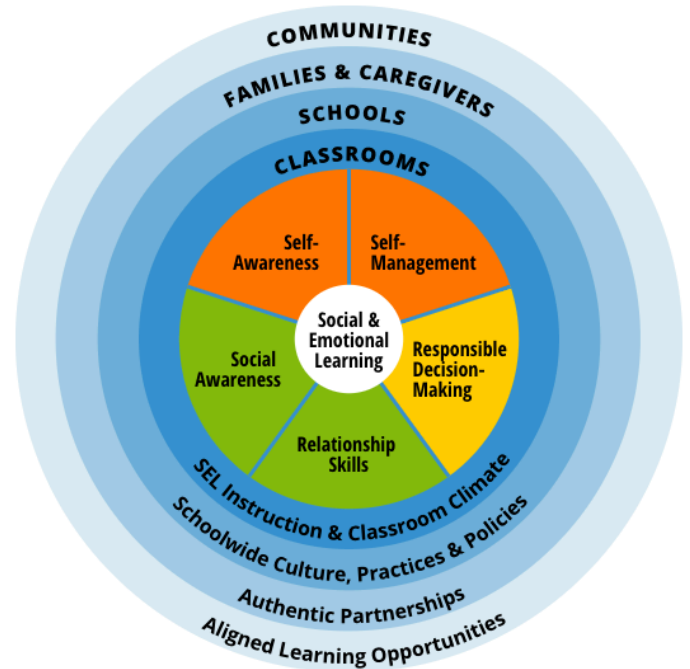 COMMUNITIES
FAMILIES & CAREGIVERS
SCHOOLS
CLASSROOMS
Self-
Awareness
Self-
Management
Social &
Emotional
Learning
Social
Awareness
Responsible
Decision-
Making
Relationship
Skills
SEL Instruction & Classroom Climate
Schoolwide Culture, Practices & Policies
Authentic Partnerships
Aligned Learning Opportunities